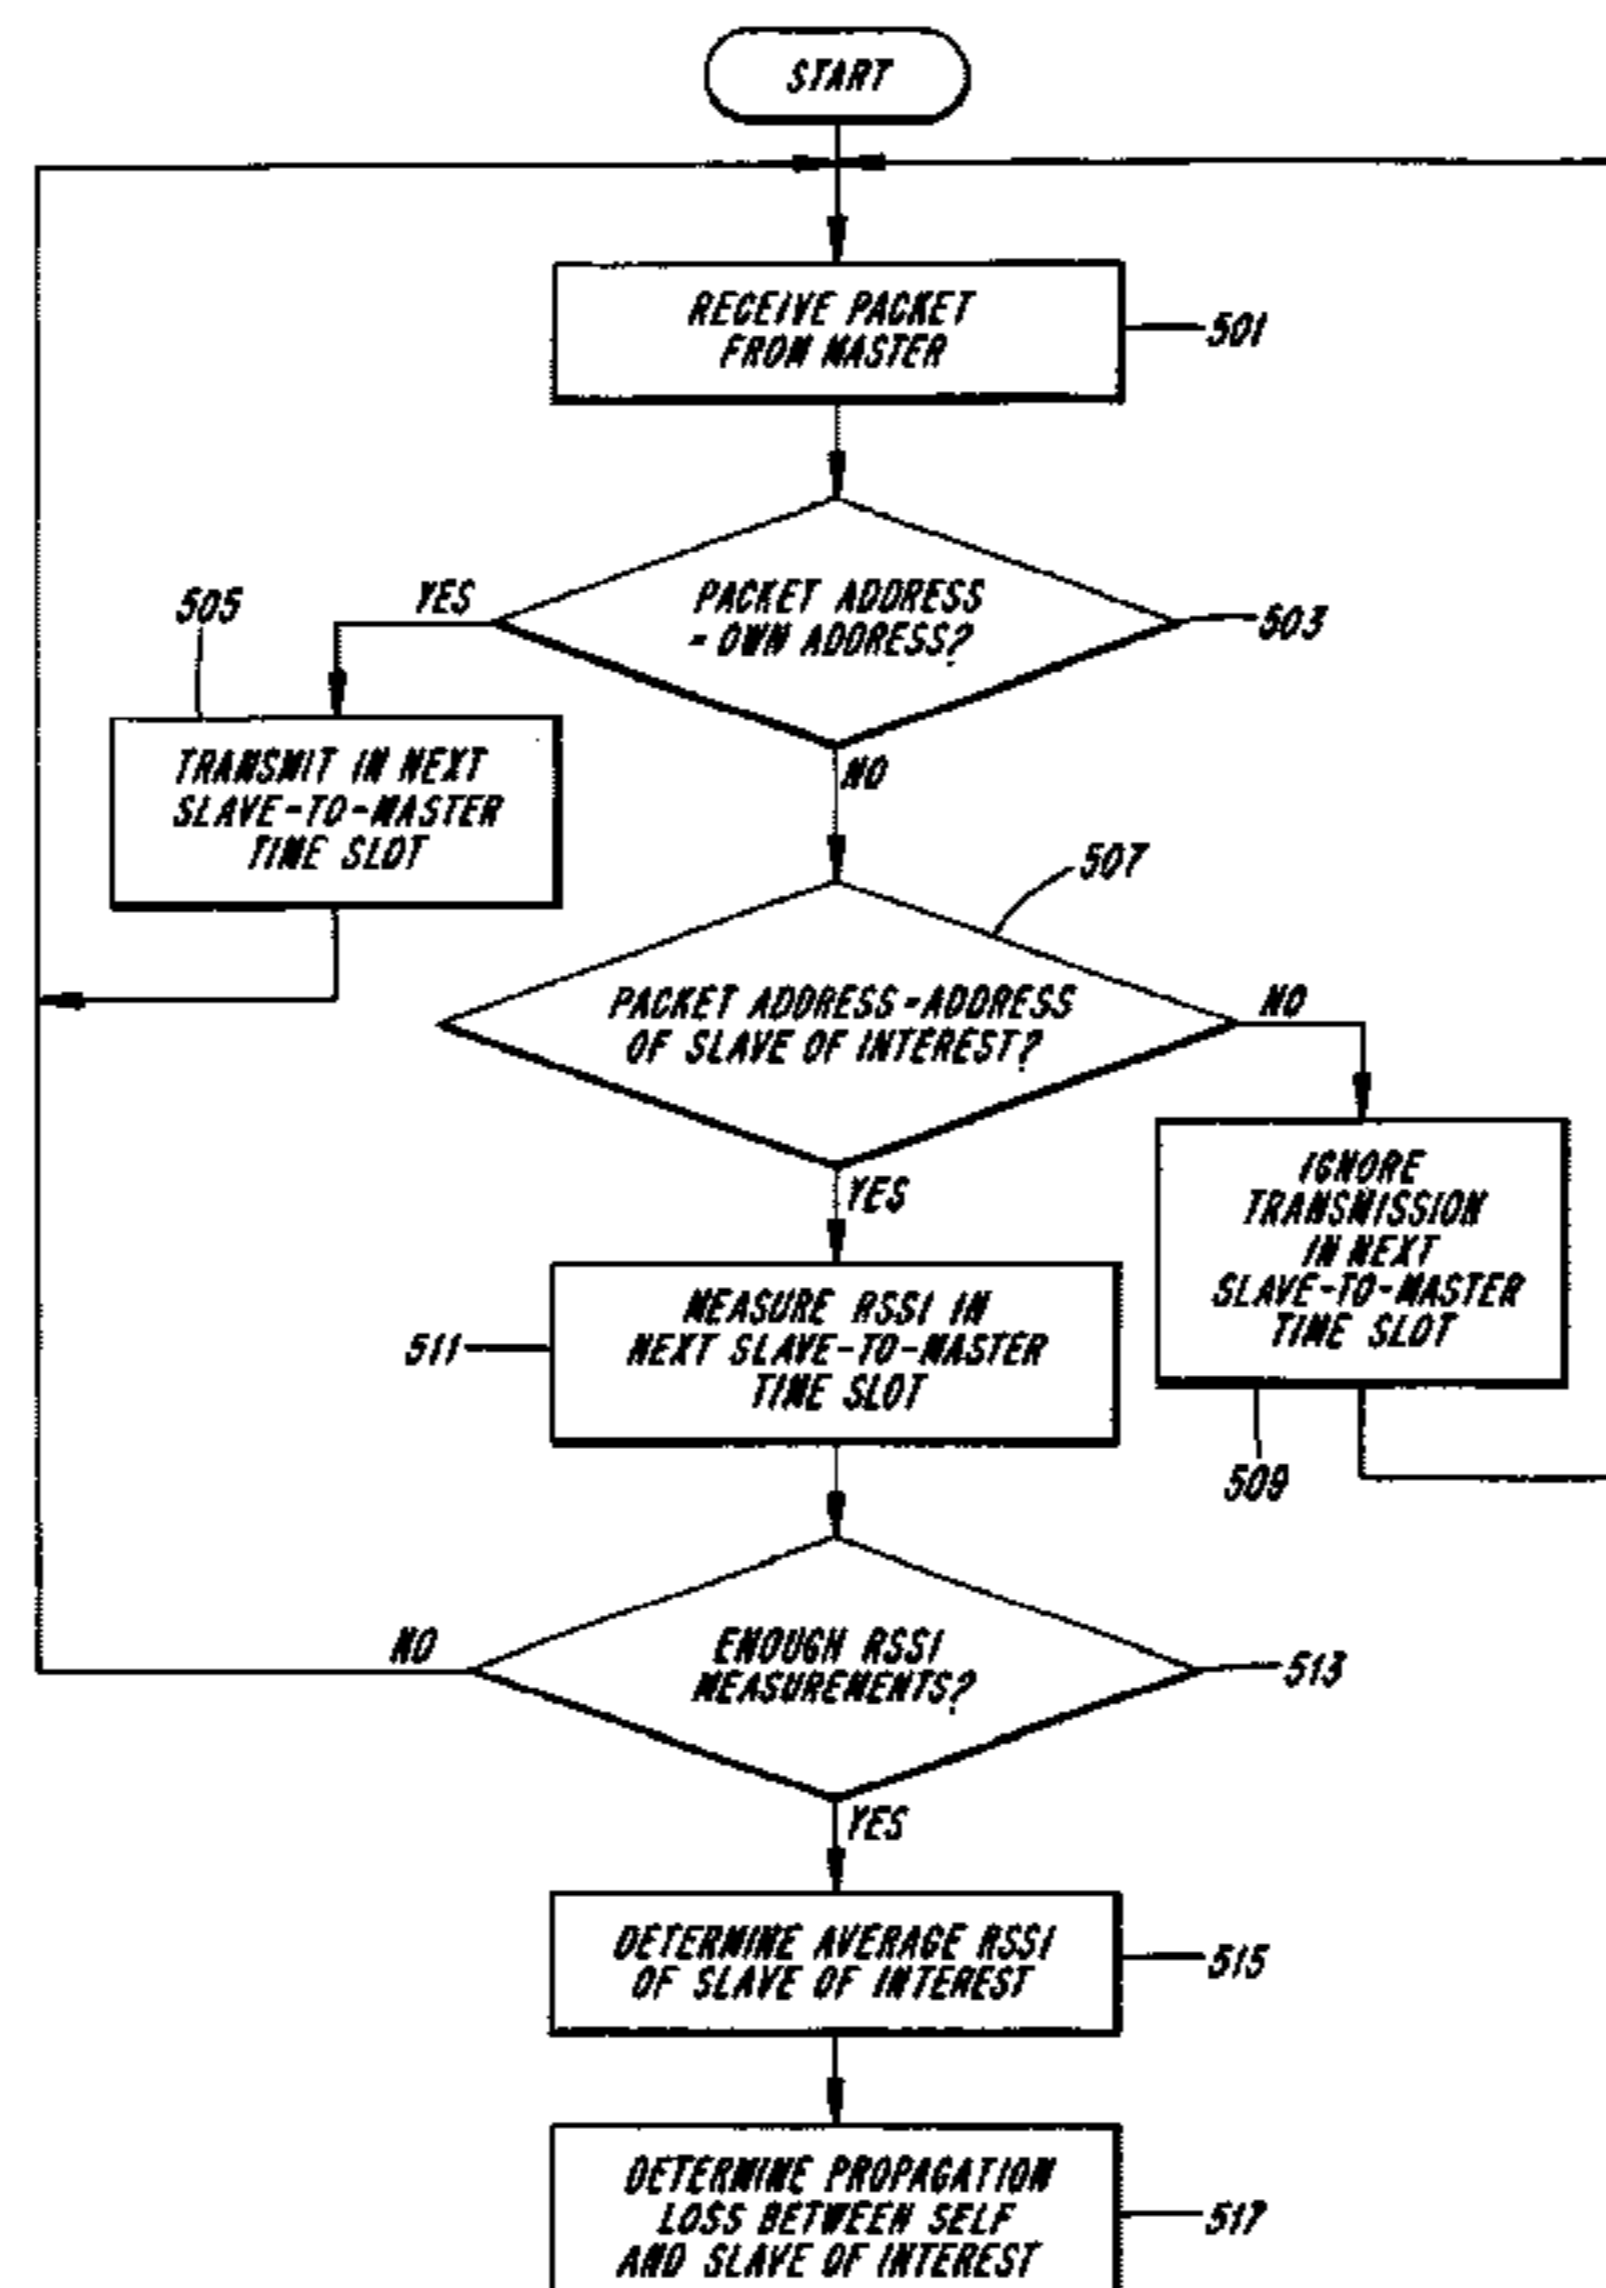 START
RECEIVE PACKET
FROM MASTER
501
PACKET ADDRESS
= OWN ADDRESS?
503
YES
505
TRANSMIT IN NEXT
SLAVE-TO-MASTER
TIME SLOT
NO
507
PACKET ADDRESS=ADDRESS
OF SLAVE OF INTEREST?
NO
IGNORE
TRANSMISSION
IN NEXT
SLAVE-TO-MASTER
TIME SLOT
509
YES
MEASURE RSSI IN
NEXT SLAVE-TO-MASTER
TIME SLOT
511
ENOUGH RSSI
MEASUREMENTS?
513
NO
YES
DETERMINE AVERAGE RSSI
OF SLAVE OF INTEREST
515
DETERMINE PROPAGATION
LOSS BETWEEN SELF
AND SLAVE OF INTEREST
517